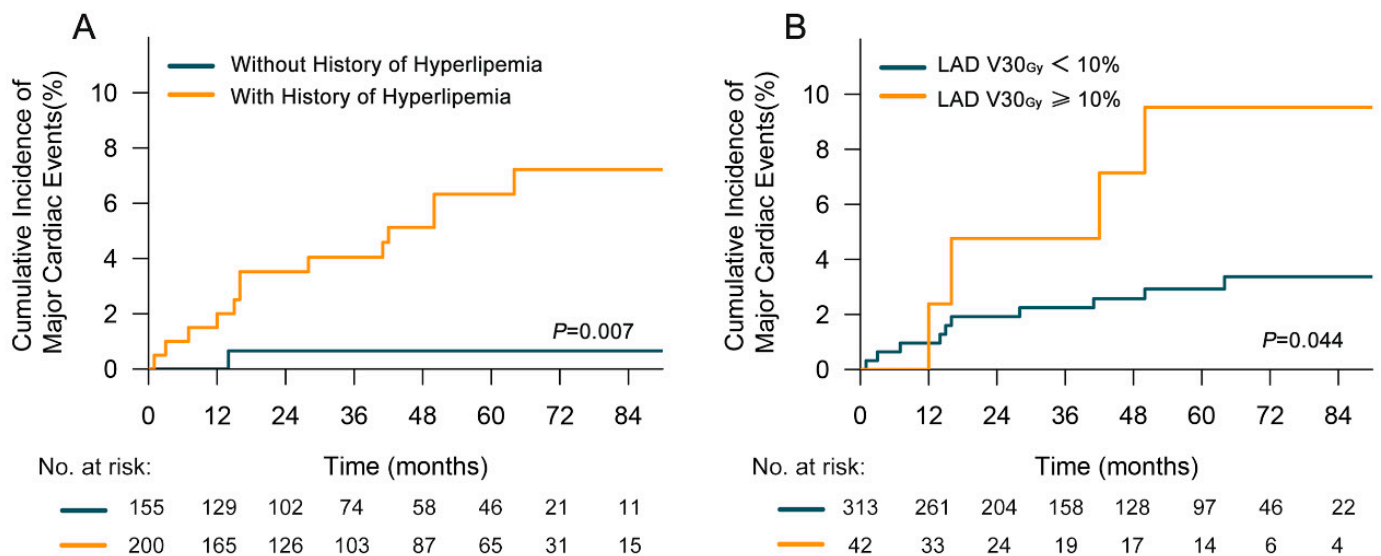 A
Cumulative Incidence of
Major Cardiac Events(%)
Without History of Hyperlipemia
With History of Hyperlipemia
10
8
6
4
2
0
P=0.007
0 12 24 36 48 60 72 84
No. at risk: Time (months)
155 129 102 74 58 46 21 11
200 165 126 103 87 65 31 15
B
Cumulative Incidence of
Major Cardiac Events(%)
LAD V30Gy < 10%
LAD V30Gy ⩾ 10%
10
8
6
4
2
0
P=0.044
0 12 24 36 48 60 72 84
No. at risk: Time (months)
313 261 204 158 128 97 46 22
42 33 24 19 17 14 6 4